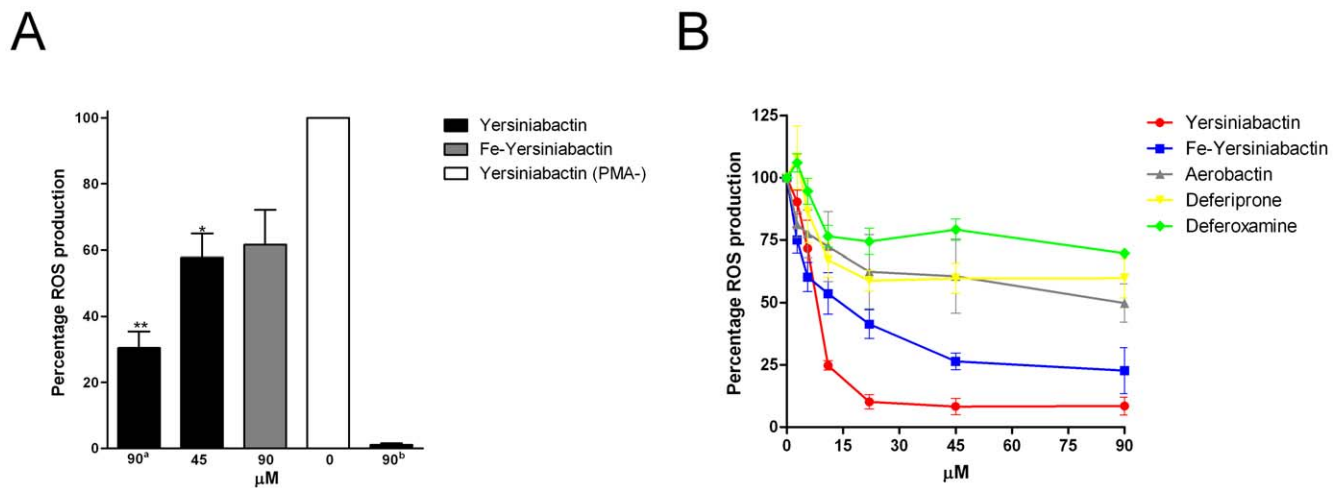 A
Percentage ROS production
100
80
60
40
20
0
**
*
90ᵃ 45 90 0 90ᵇ
µM
Yersiniabactin
Fe-Yersiniabactin
Yersiniabactin (PMA-)
B
Percentage ROS production
125
100
75
50
25
0
0 15 30 45 60 75 90
µM
Yersiniabactin
Fe-Yersiniabactin
Aerobactin
Deferiprone
Deferoxamine